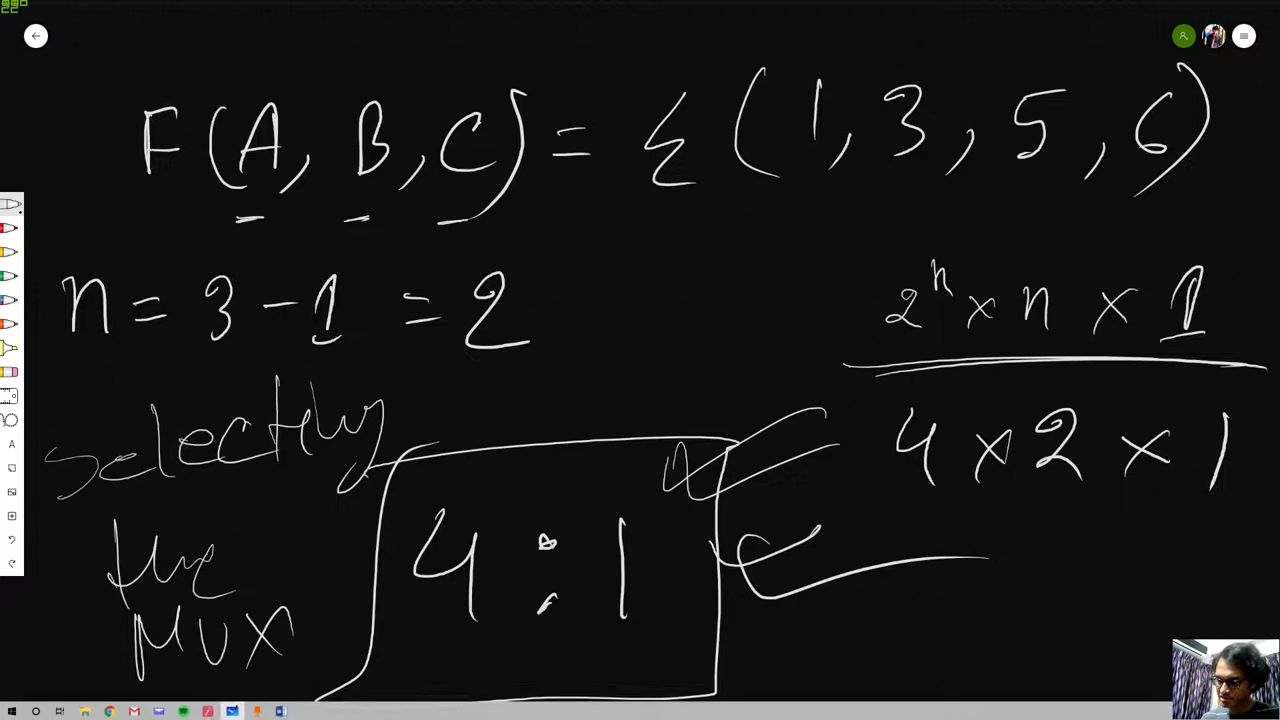 F(A, B, C) = Σ(1, 3, 5, 6)
n = 3 - 1 = 2
2ⁿ × n × 1
4 × 2 × 1
selecting
the
MUX
4 : 1